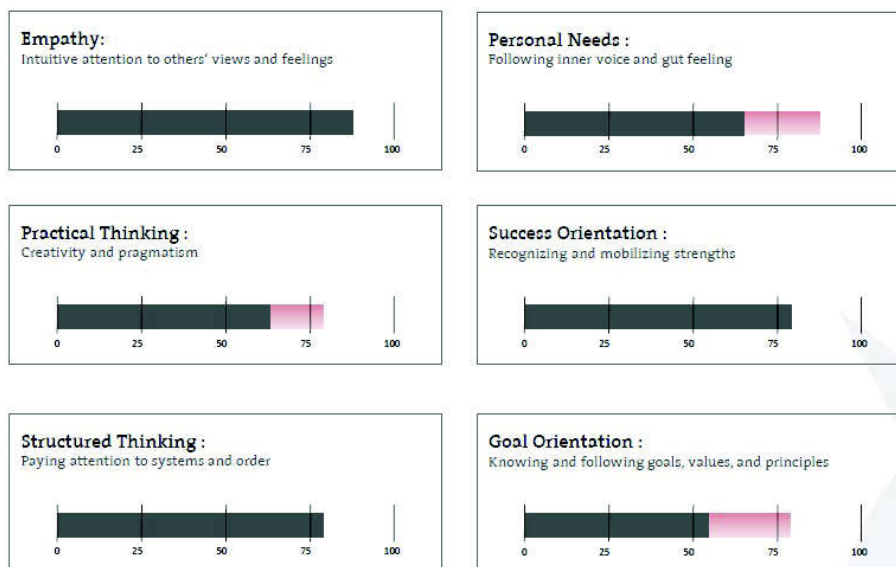 Empathy:
Intuitive attention to others' views and feelings
0 25 50 75 100
Personal Needs :
Following inner voice and gut feeling
0 25 50 75 100
Practical Thinking :
Creativity and pragmatism
0 25 50 75 100
Success Orientation :
Recognizing and mobilizing strengths
0 25 50 75 100
Structured Thinking :
Paying attention to systems and order
0 25 50 75 100
Goal Orientation :
Knowing and following goals, values, and principles
0 25 50 75 100